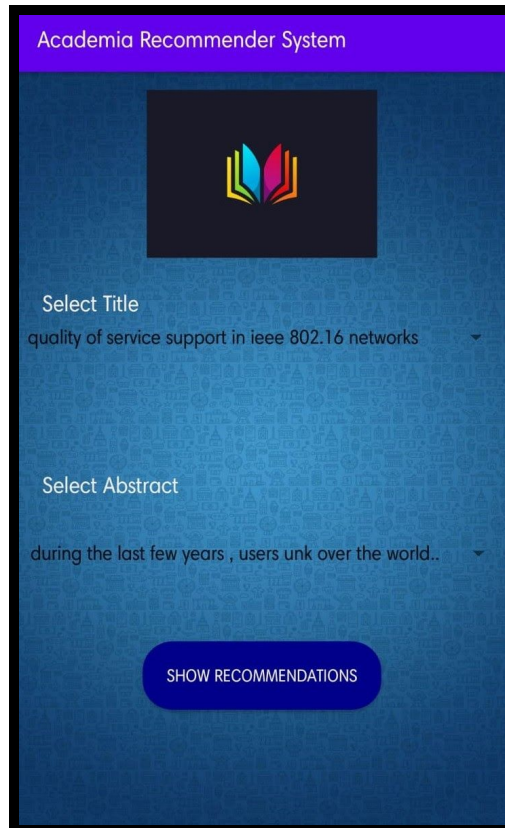 Academia Recommender System
Select Title
quality of service support in ieee 802.16 networks
Select Abstract
during the last few years , users unk over the world..
SHOW RECOMMENDATIONS